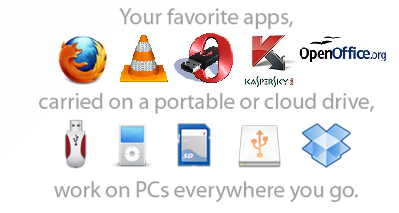 Your favorite apps,
KASPERSKY
OpenOffice.org
carried on a portable or cloud drive,
SD
work on PCs everywhere you go.